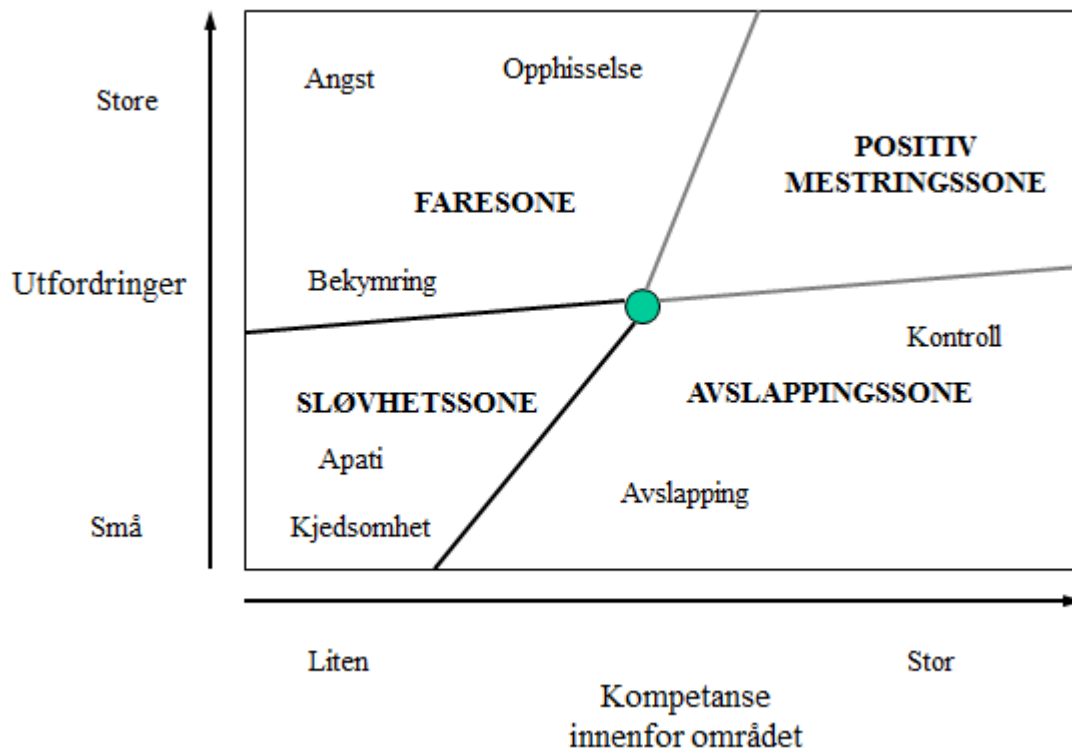 Opphisselse
Angst
Store
POSITIV
MESTRINGSSONE
FARESONE
Bekymring
Utfordringer
Kontroll
SLØVHETSSONE
AVSLAPPINGSSONE
Apati
Avslapping
Små
Kjedsomhet
Liten
Stor
Kompetanse
innenfor området